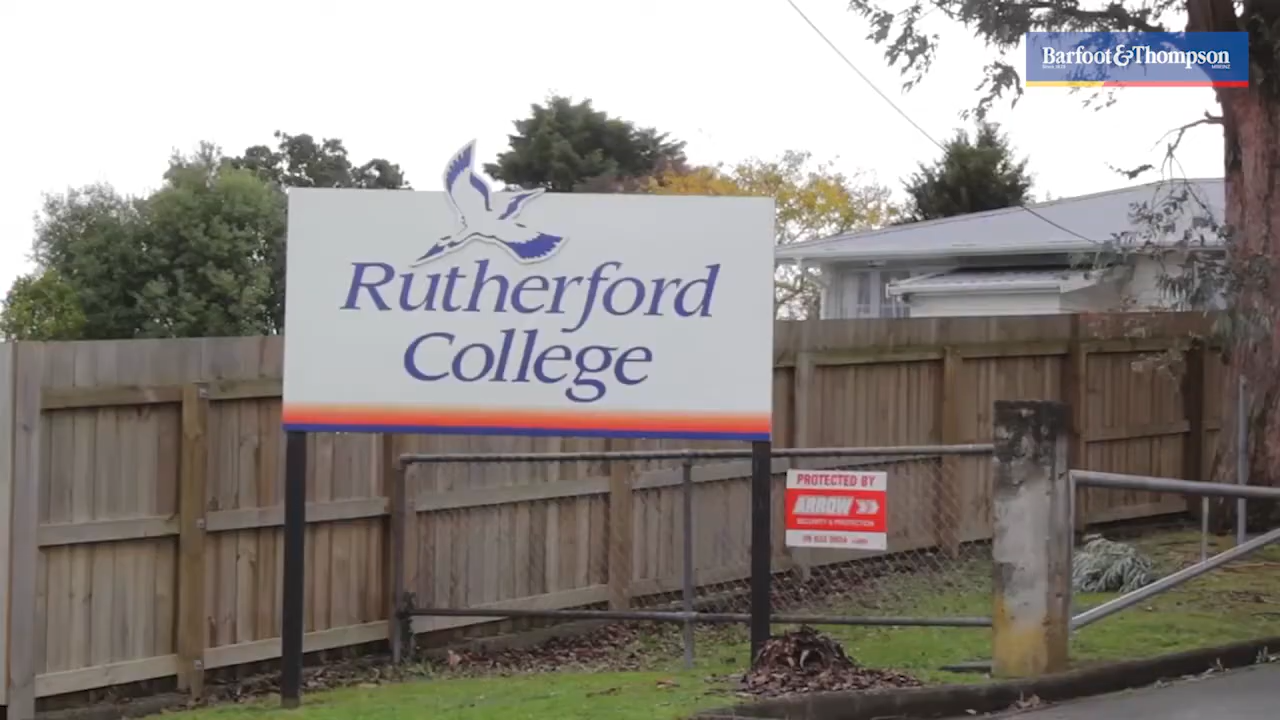 Barfoot&Thompson
Rutherford
College
PROTECTED BY
ARROW
SECURITY & PROTECTION